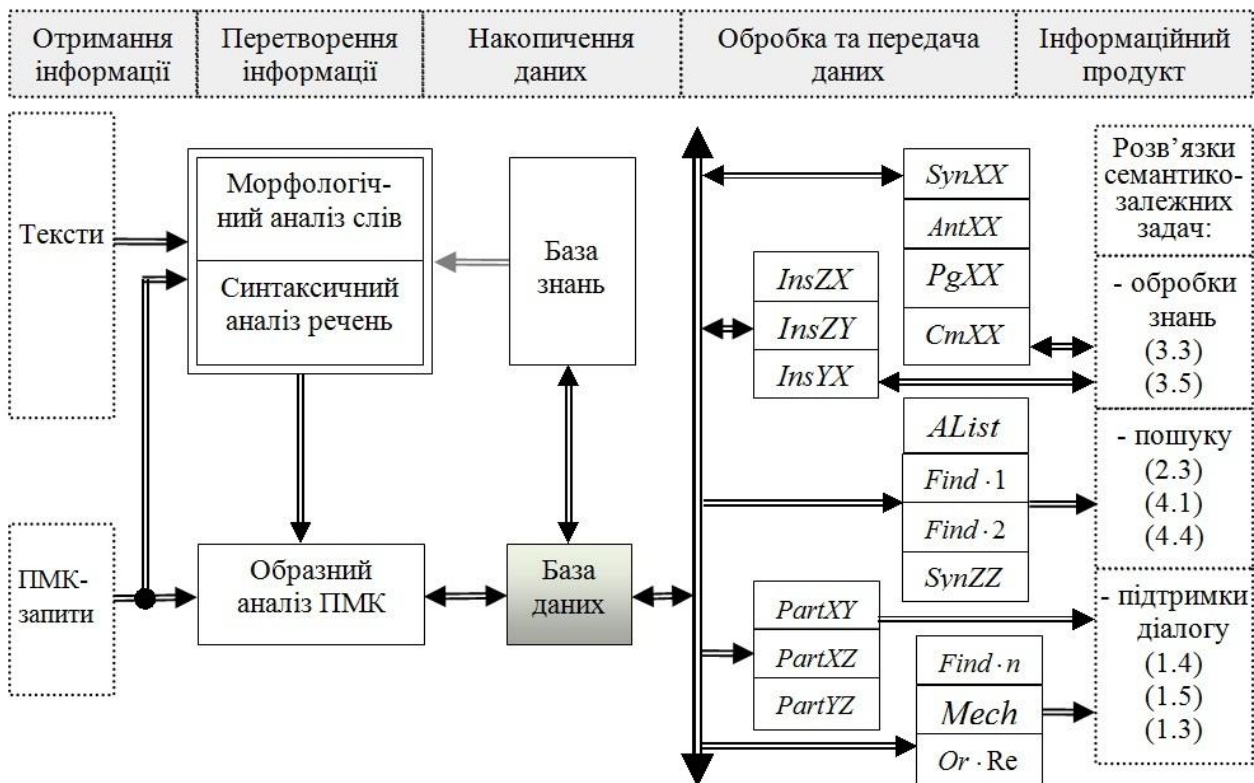 Отримання
інформації
Перетворення
інформації
Накопичення
даних
Обробка та передача
даних
Інформаційний
продукт
Тексти
ПМК-
запити
Морфологіч-
ний аналіз слів
Синтаксичний
аналіз речень
Образний
аналіз ПМК
База
знань
База
даних
SynXX
AntXX
PgXX
CmXX
InsZX
InsZY
InsYX
AList
Find · 1
Find · 2
SynZZ
PartXY
PartXZ
PartYZ
Find · n
Mech
Or · Re
Розв’язки
семантико-
залежних
задач:
- обробки
знань
(3.3)
(3.5)
- пошуку
(2.3)
(4.1)
(4.4)
- підтримки
діалогу
(1.4)
(1.5)
(1.3)